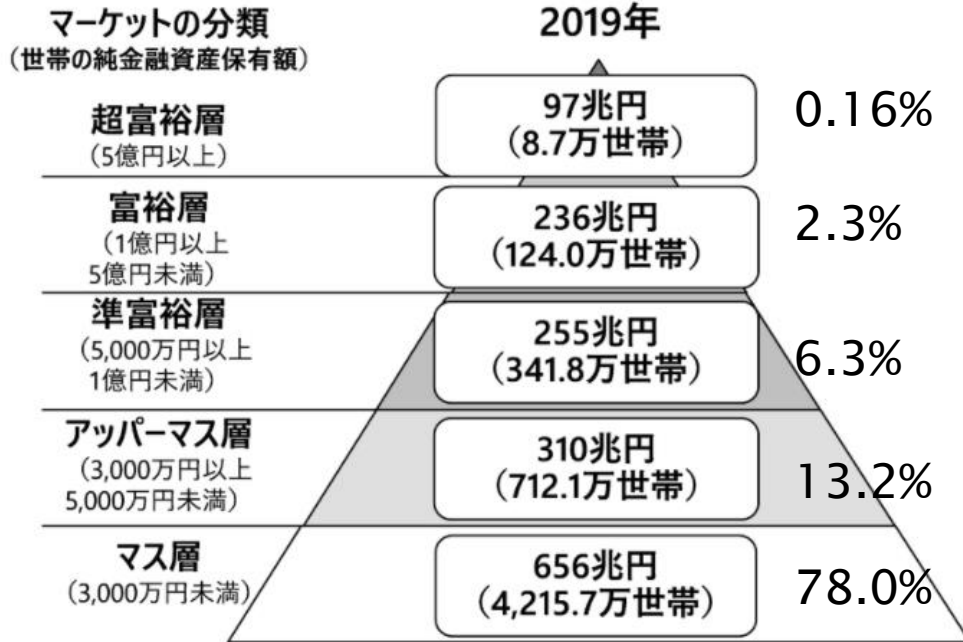 マーケットの分類
（世帯の純金融資産保有額）
2019年
超富裕層
（5億円以上）
97兆円
（8.7万世帯）
0.16%
富裕層
（1億円以上
5億円未満）
236兆円
（124.0万世帯）
2.3%
準富裕層
（5,000万円以上
1億円未満）
255兆円
（341.8万世帯）
6.3%
アッパーマス層
（3,000万円以上
5,000万円未満）
310兆円
（712.1万世帯）
13.2%
マス層
（3,000万円未満）
656兆円
（4,215.7万世帯）
78.0%